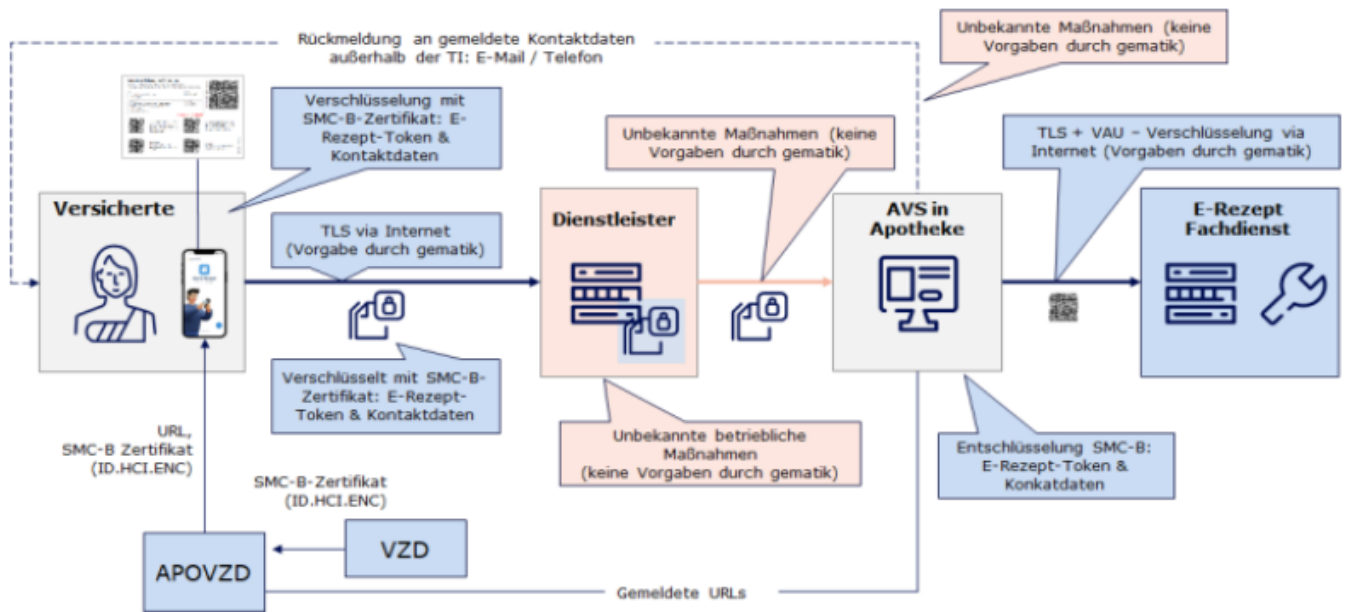 Rückmeldung an gemeldete Kontaktdaten
außerhalb der TI: E-Mail / Telefon
Unbekannte Maßnahmen (keine
Vorgaben durch gematik)
Verschlüsselung mit
SMC-B-Zertifikat: E-
Rezept-Token &
Kontaktdaten
Unbekannte Maßnahmen (keine
Vorgaben durch gematik)
TLS + VAU – Verschlüsselung via
Internet (Vorgaben durch gematik)
Versicherte
TLS via Internet
(Vorgabe durch gematik)
Dienstleister
AVS in
Apotheke
E-Rezept
Fachdienst
Verschlüsselt mit SMC-B-
Zertifikat: E-Rezept-
Token & Kontaktdaten
Unbekannte betriebliche
Maßnahmen
(keine Vorgaben durch gematik)
Entschlüsselung SMC-B:
E-Rezept-Token &
Konkatdaten
URL,
SMC-B Zertifikat
(ID.HCI.ENC)
SMC-B-Zertifikat
(ID.HCI.ENC)
APOVZD
VZD
Gemeldete URLs